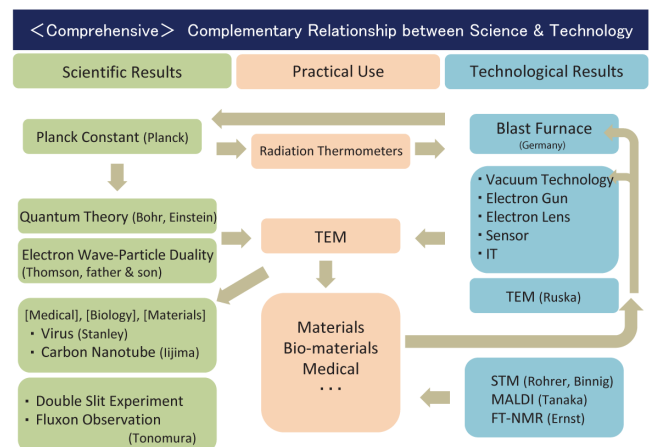 ＜Comprehensive＞ Complementary Relationship between Science & Technology
Scientific Results
Practical Use
Technological Results
Planck Constant (Planck)
Radiation Thermometers
Blast Furnace
(Germany)
・Vacuum Technology
・Electron Gun
・Electron Lens
・Sensor
・IT
Quantum Theory (Bohr, Einstein)
Electron Wave-Particle Duality
(Thomson, father & son)
TEM
TEM (Ruska)
[Medical], [Biology], [Materials]
・Virus (Stanley)
・Carbon Nanotube (Iijima)
Materials
Bio-materials
Medical
・・・
・Double Slit Experiment
・Fluxon Observation
(Tonomura)
STM (Rohrer, Binnig)
MALDI (Tanaka)
FT-NMR (Ernst)